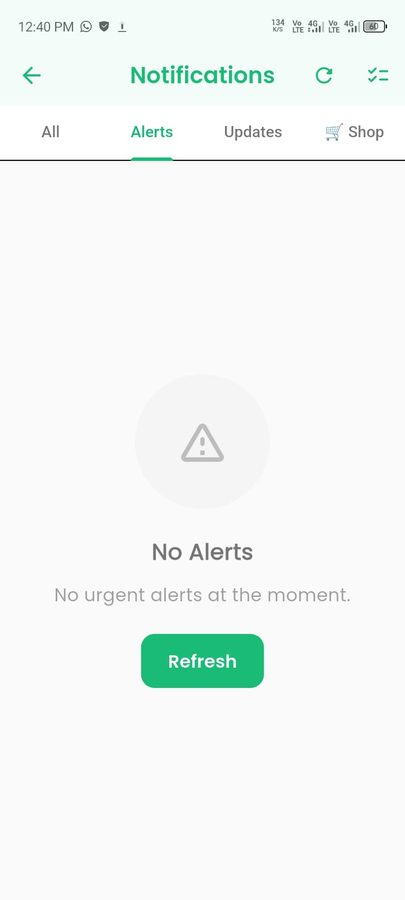 12:40 PM 134 K/S Vo LTE 4G Vo LTE 4G 60
Notifications
All Alerts Updates 🛒 Shop
No Alerts
No urgent alerts at the moment.
Refresh